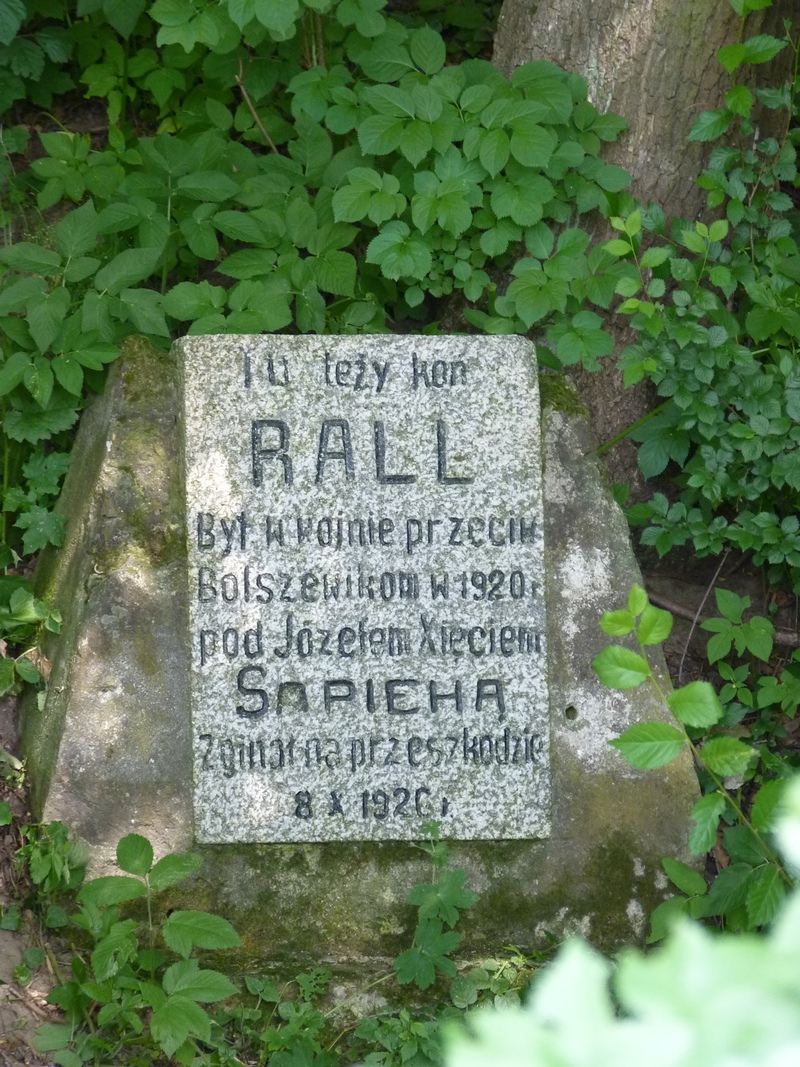 Tu leży koń
RALL
Był w wojnie przeciw
Bolszewikom w 1920 r
pod Józefem Xięciem
SAPIEHĄ
Zginął na przeszkodzie
8 X 1920 r.